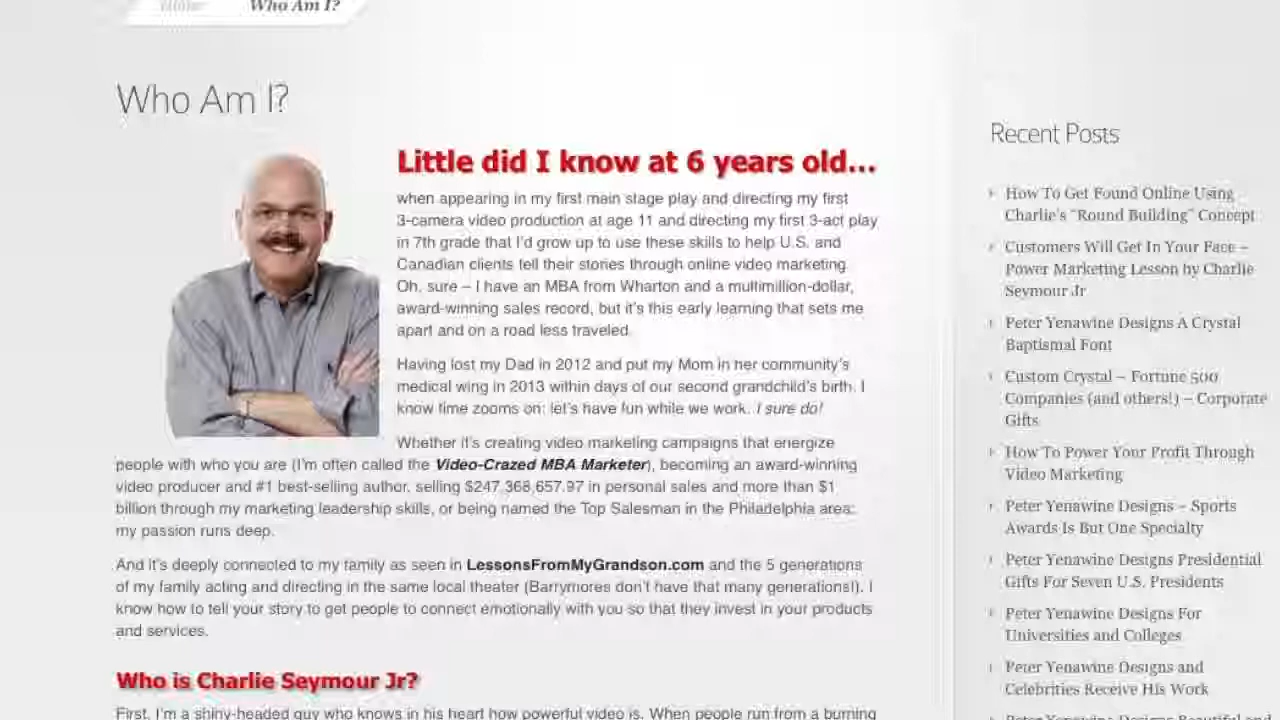 Home Who Am I?
Who Am I?
Little did I know at 6 years old...
when appearing in my first main stage play and directing my first
3-camera video production at age 11 and directing my first 3-act play
in 7th grade that I'd grow up to use these skills to help U.S. and
Canadian clients tell their stories through online video marketing.
Oh, sure – I have an MBA from Wharton and a multimillion-dollar,
award-winning sales record, but it's this early learning that sets me
apart and on a road less traveled.
Having lost my Dad in 2012 and put my Mom in her community's
medical wing in 2013 within days of our second grandchild's birth, I
know time zooms on: let's have fun while we work. I sure do!
Whether it's creating video marketing campaigns that energize
people with who you are (I'm often called the Video-Crazed MBA Marketer), becoming an award-winning
video producer and #1 best-selling author, selling $247,368,657.97 in personal sales and more than $1
billion through my marketing leadership skills, or being named the Top Salesman in the Philadelphia area:
my passion runs deep.
And it's deeply connected to my family as seen in LessonsFromMyGrandson.com and the 5 generations
of my family acting and directing in the same local theater (Barrymores don't have that many generations!). I
know how to tell your story to get people to connect emotionally with you so that they invest in your products
and services.
Who is Charlie Seymour Jr?
First, I'm a shiny-headed guy who knows in his heart how powerful video is. When people run from a burning
Recent Posts
How To Get Found Online Using
Charlie's "Round Building" Concept
Customers Will Get In Your Face –
Power Marketing Lesson by Charlie
Seymour Jr
Peter Yenawine Designs A Crystal
Baptismal Font
Custom Crystal – Fortune 500
Companies (and others!) – Corporate
Gifts
How To Power Your Profit Through
Video Marketing
Peter Yenawine Designs – Sports
Awards Is But One Specialty
Peter Yenawine Designs Presidential
Gifts For Seven U.S. Presidents
Peter Yenawine Designs For
Universities and Colleges
Peter Yenawine Designs and
Celebrities Receive His Work
Peter Yenawine Designs Beautiful and